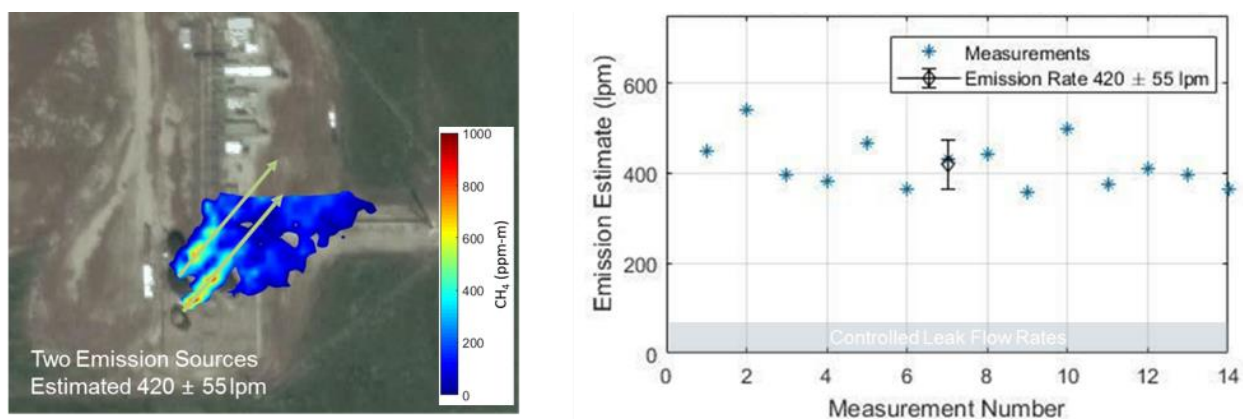 Two Emission Sources
Estimated 420 ± 55 lpm
1000
800
600
400
200
0
CH4 (ppm-m)
Emission Estimate (lpm)
600
400
200
0
Measurements
Emission Rate 420 ± 55 lpm
Controlled Leak Flow Rates
0 2 4 6 8 10 12 14
Measurement Number